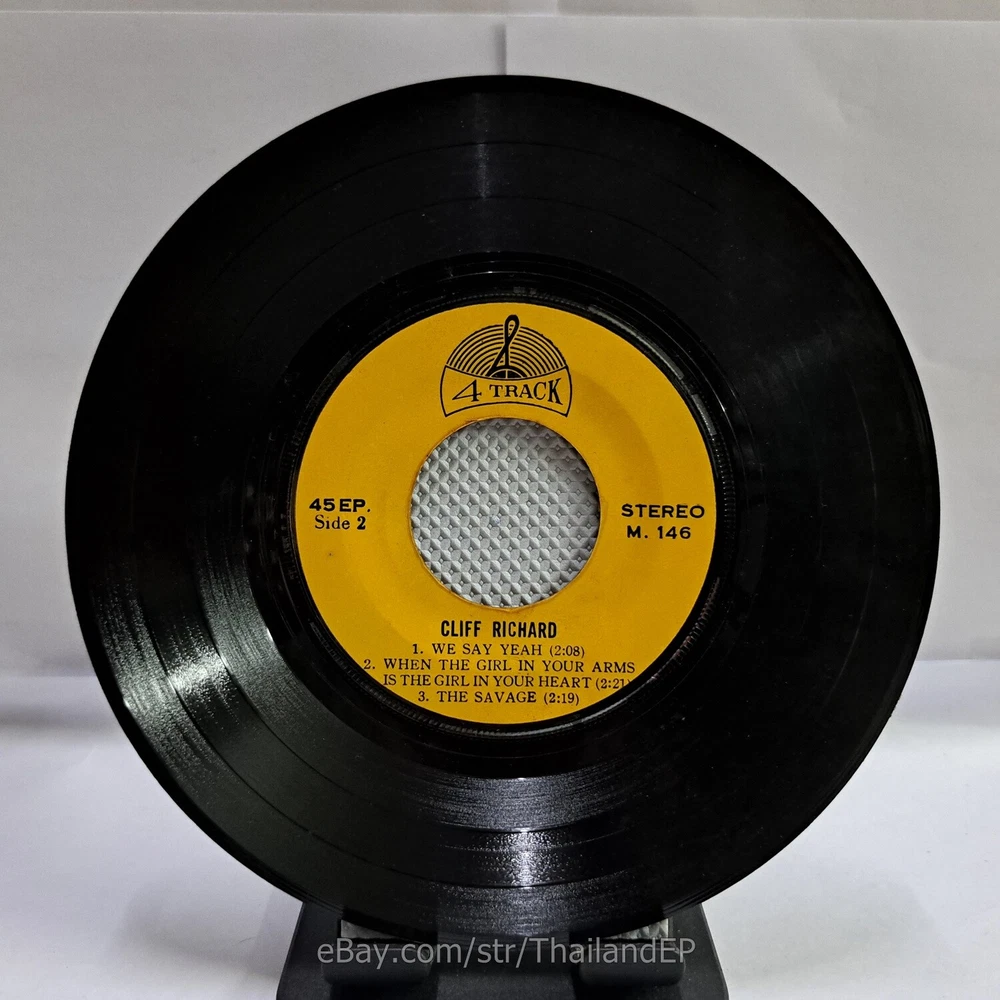 4 TRACK
45 EP.
Side 2
STEREO
M. 146
CLIFF RICHARD
1. WE SAY YEAH (2:08)
2. WHEN THE GIRL IN YOUR ARMS
IS THE GIRL IN YOUR HEART (2:21)
3. THE SAVAGE (2:19)
eBay.com/str/ThailandEP